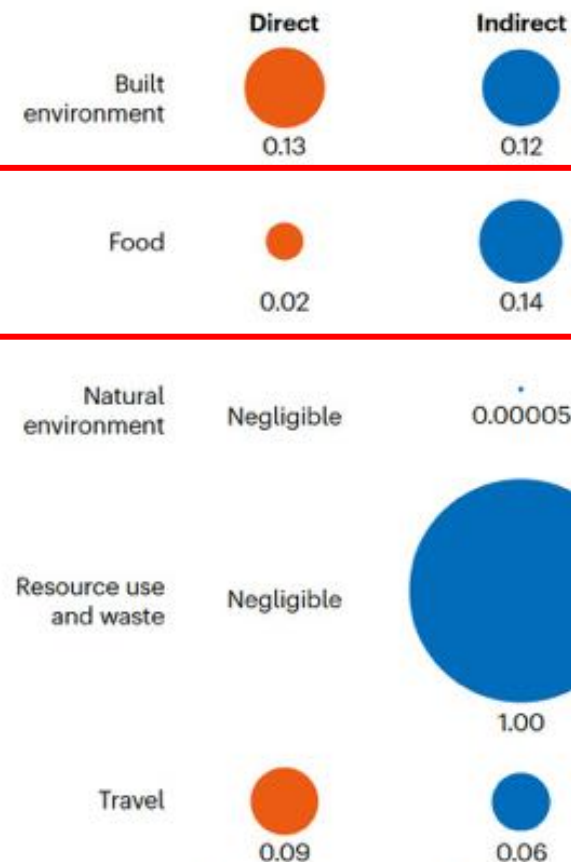 Direct Indirect
Built
environment
0.13 0.12
Food
0.02 0.14
Natural
environment
Negligible 0.00005
Resource use
and waste
Negligible
1.00
Travel
0.09 0.06